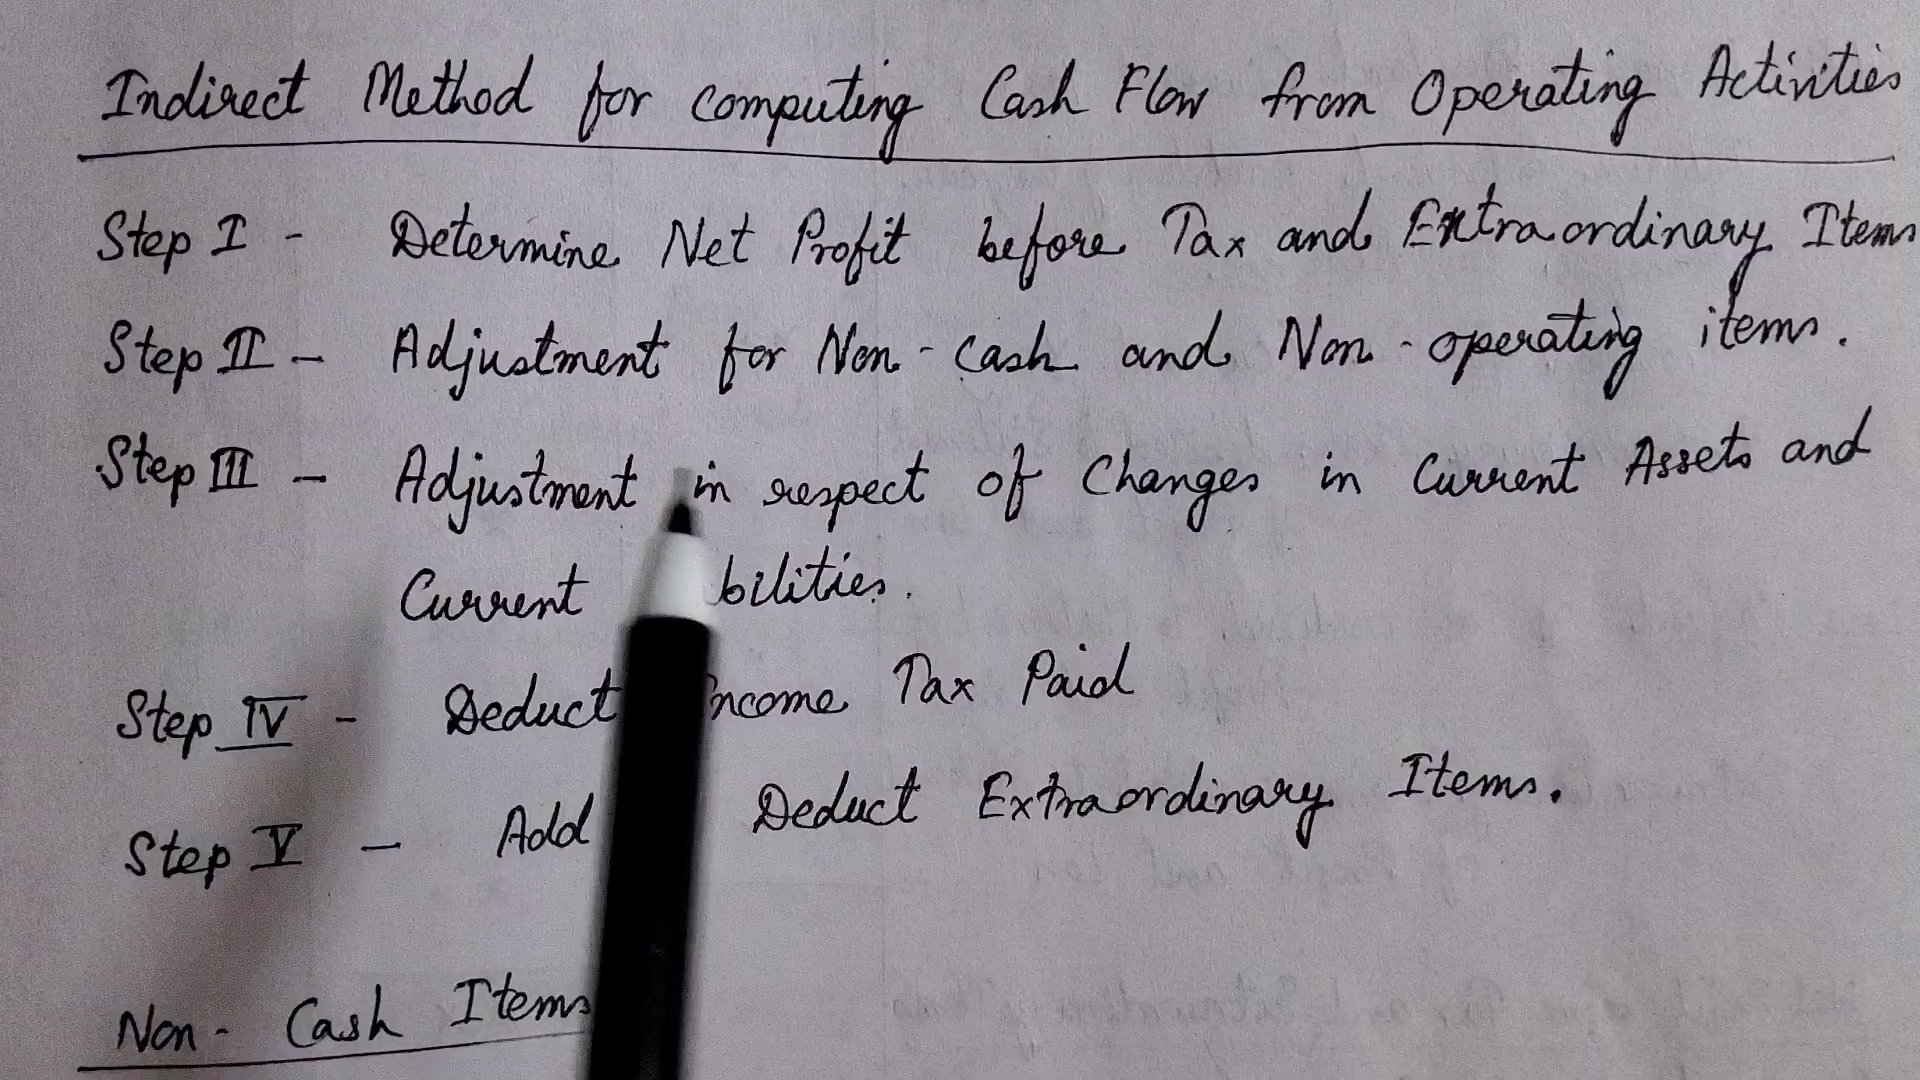 Indirect Method for computing Cash Flow from Operating Activities
Step I - Determine Net Profit before Tax and Extraordinary Items
Step II - Adjustment for Non-cash and Non-operating items.
Step III - Adjustment in respect of Changes in Current Assets and
Current bilities.
Step IV - Deduct ncome Tax Paid
Step V - Add Deduct Extraordinary Items.
Non-Cash Items